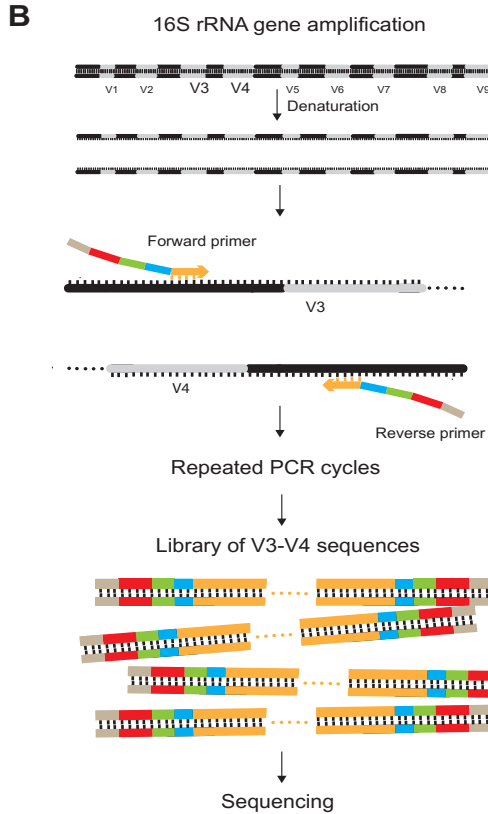 B
16S rRNA gene amplification
V1 V2 V3 V4 V5 V6 V7 V8 V9
Denaturation
Forward primer
V3
V4
Reverse primer
Repeated PCR cycles
Library of V3-V4 sequences
Sequencing